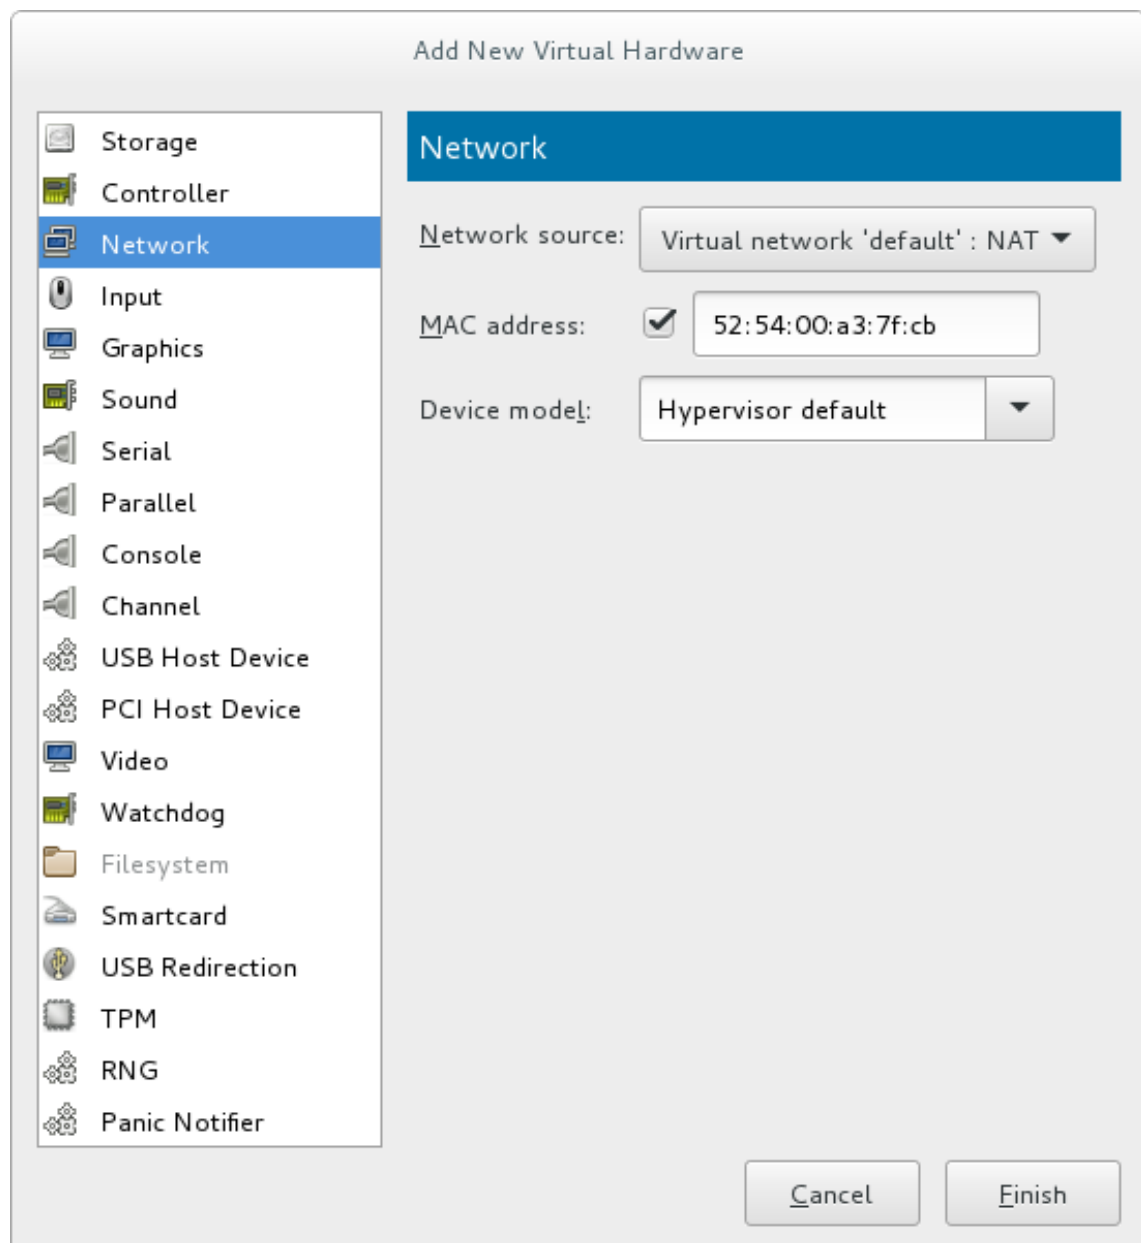 Add New Virtual Hardware
Storage
Controller
Network
Input
Graphics
Sound
Serial
Parallel
Console
Channel
USB Host Device
PCI Host Device
Video
Watchdog
Filesystem
Smartcard
USB Redirection
TPM
RNG
Panic Notifier
Network
Network source: Virtual network 'default' : NAT
MAC address: 52:54:00:a3:7f:cb
Device model: Hypervisor default
Cancel Finish